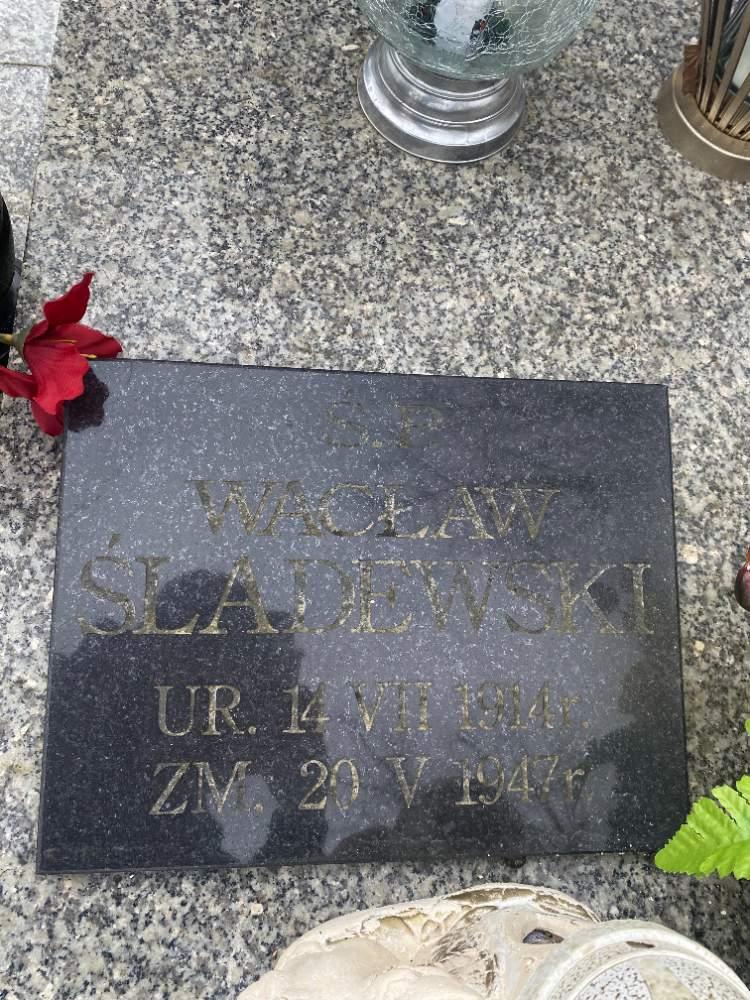 Ś.P.
WACŁAW
ŚLADEWSKI
UR. 14 VII 1914r.
ZM. 20 V 1947r.